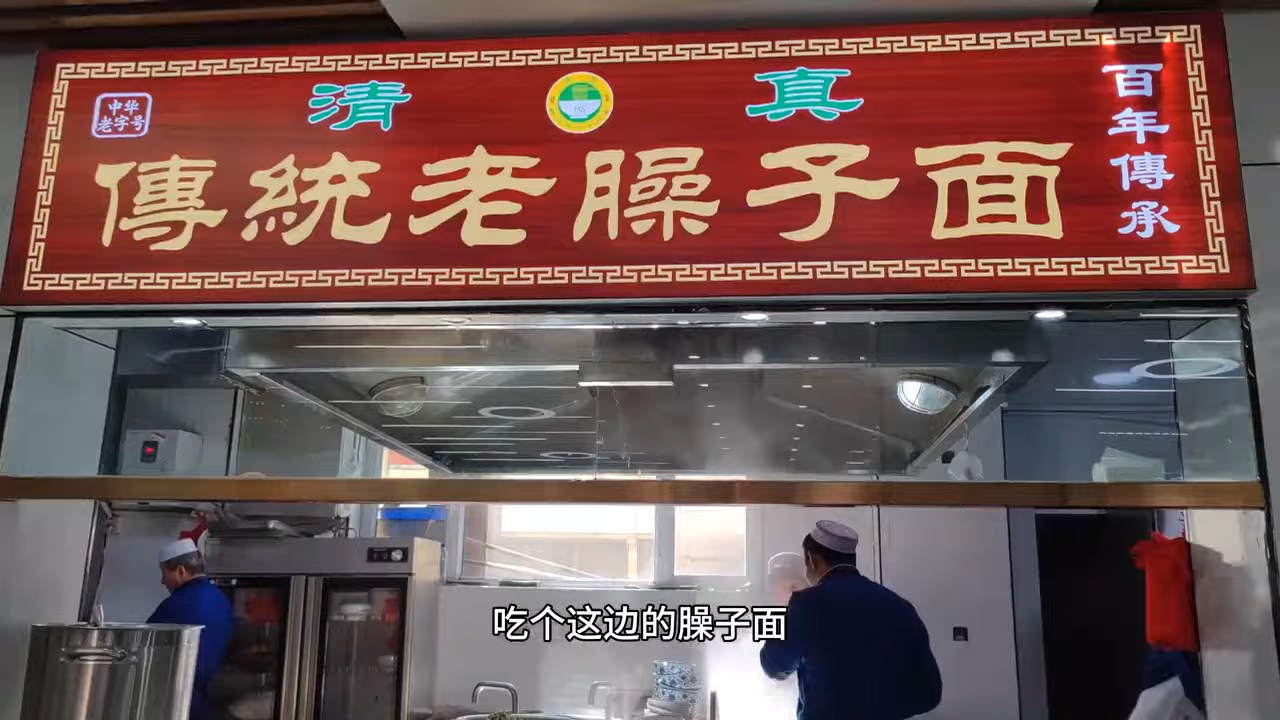 中华
老字号
清 真
HS
傳統老臊子面
百年傳承
吃个这边的臊子面